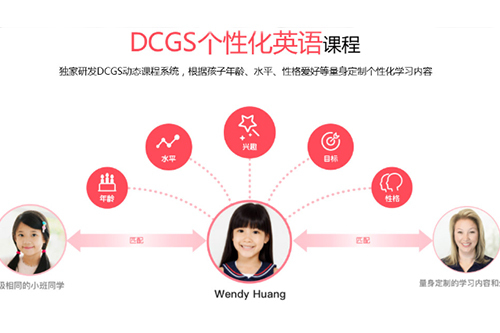 DCGS个性化英语课程
独家研发DCGS动态课程系统，根据孩子年龄、水平、性格爱好等量身定制个性化学习内容
兴趣
水平
目标
年龄
性格
匹配
匹配
级相同的小班同学
量身定制的学习内容和
Wendy Huang